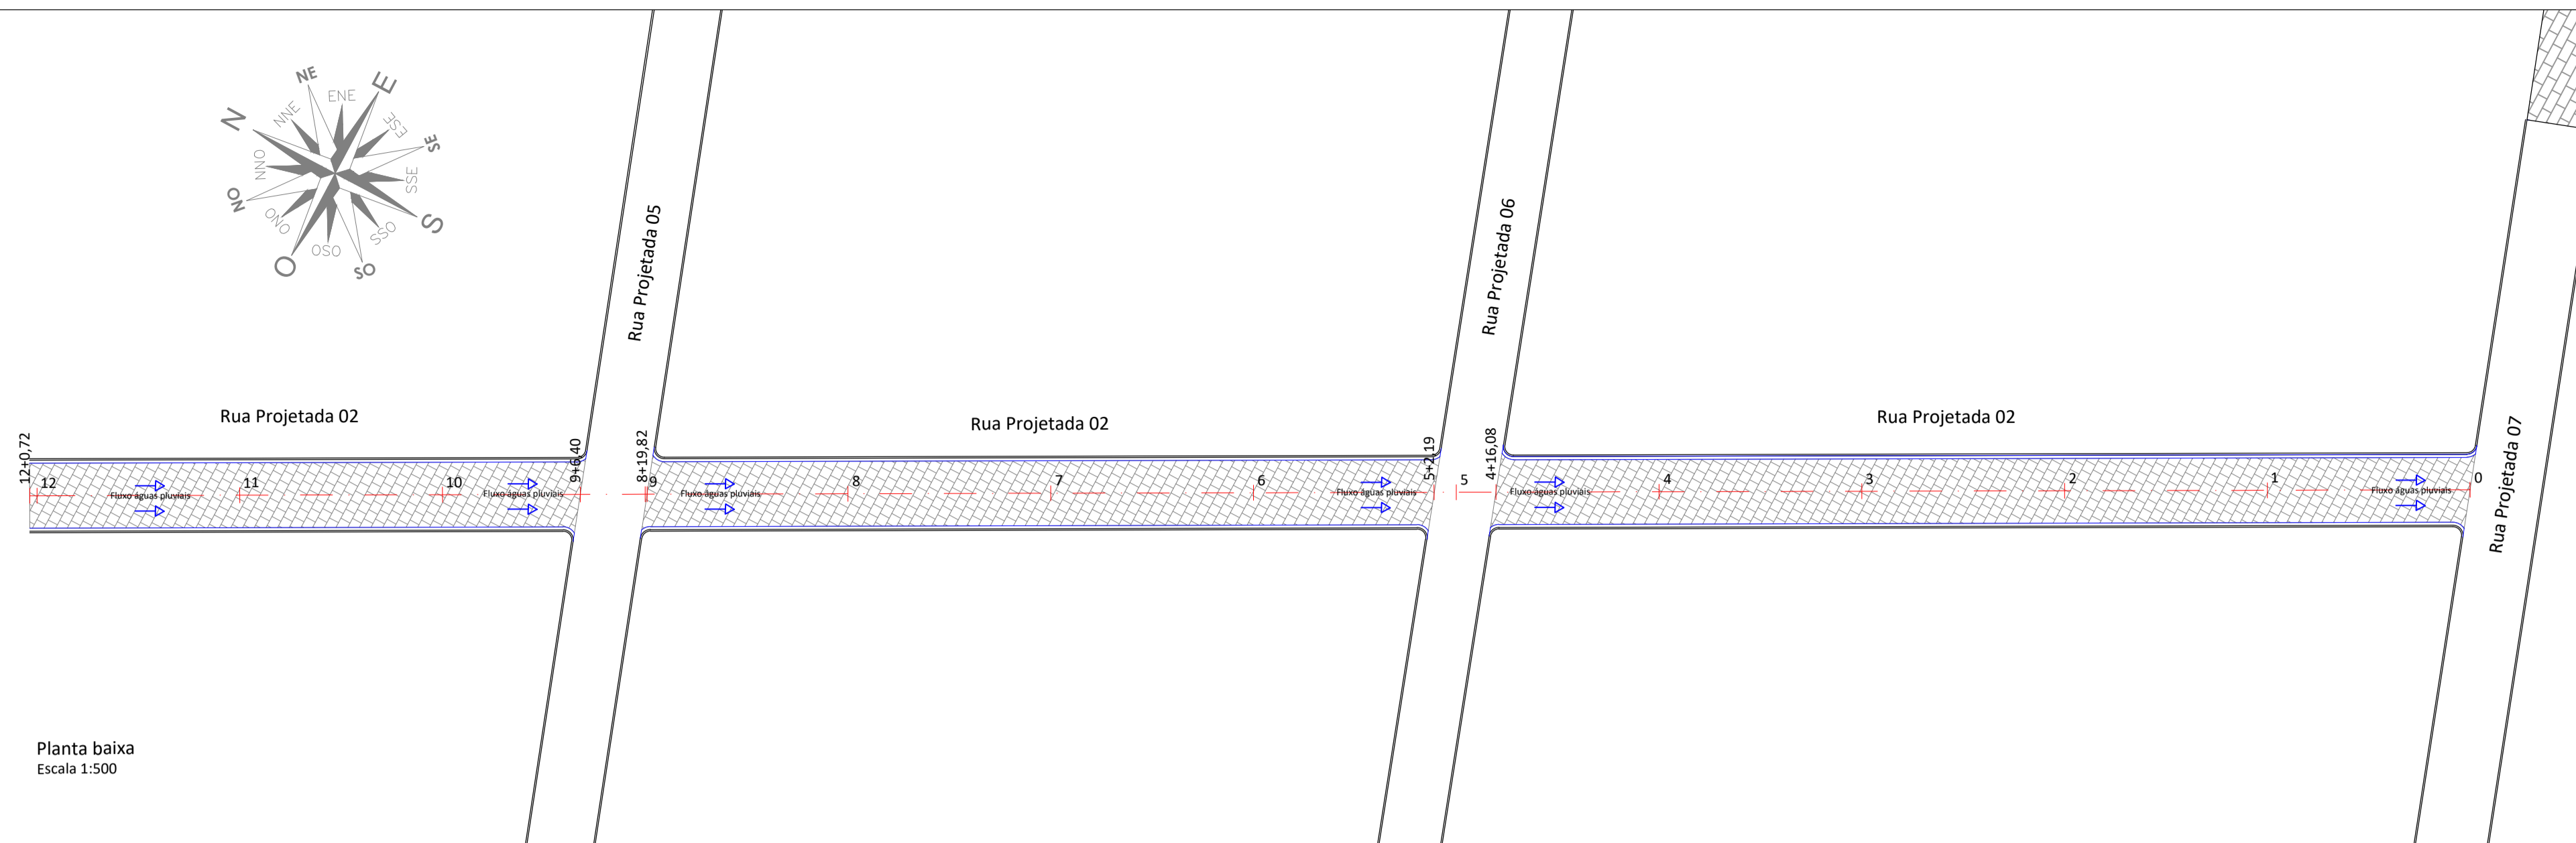 N
NNE
NE
ENE
E
ESE
SE
SSE
S
SSO
SO
OSO
O
ONO
NO
NNO
Rua Projetada 05
Rua Projetada 06
Rua Projetada 07
Rua Projetada 02
Rua Projetada 02
Rua Projetada 02
12+0,72
9+6,40
8+19,82
5+2,19
4+16,08
12
11
10
9
8
7
6
5
4
3
2
1
0
Fluxo águas pluviais
Fluxo águas pluviais
Fluxo águas pluviais
Fluxo águas pluviais
Fluxo águas pluviais
Fluxo águas pluviais
Planta baixa
Escala 1:500